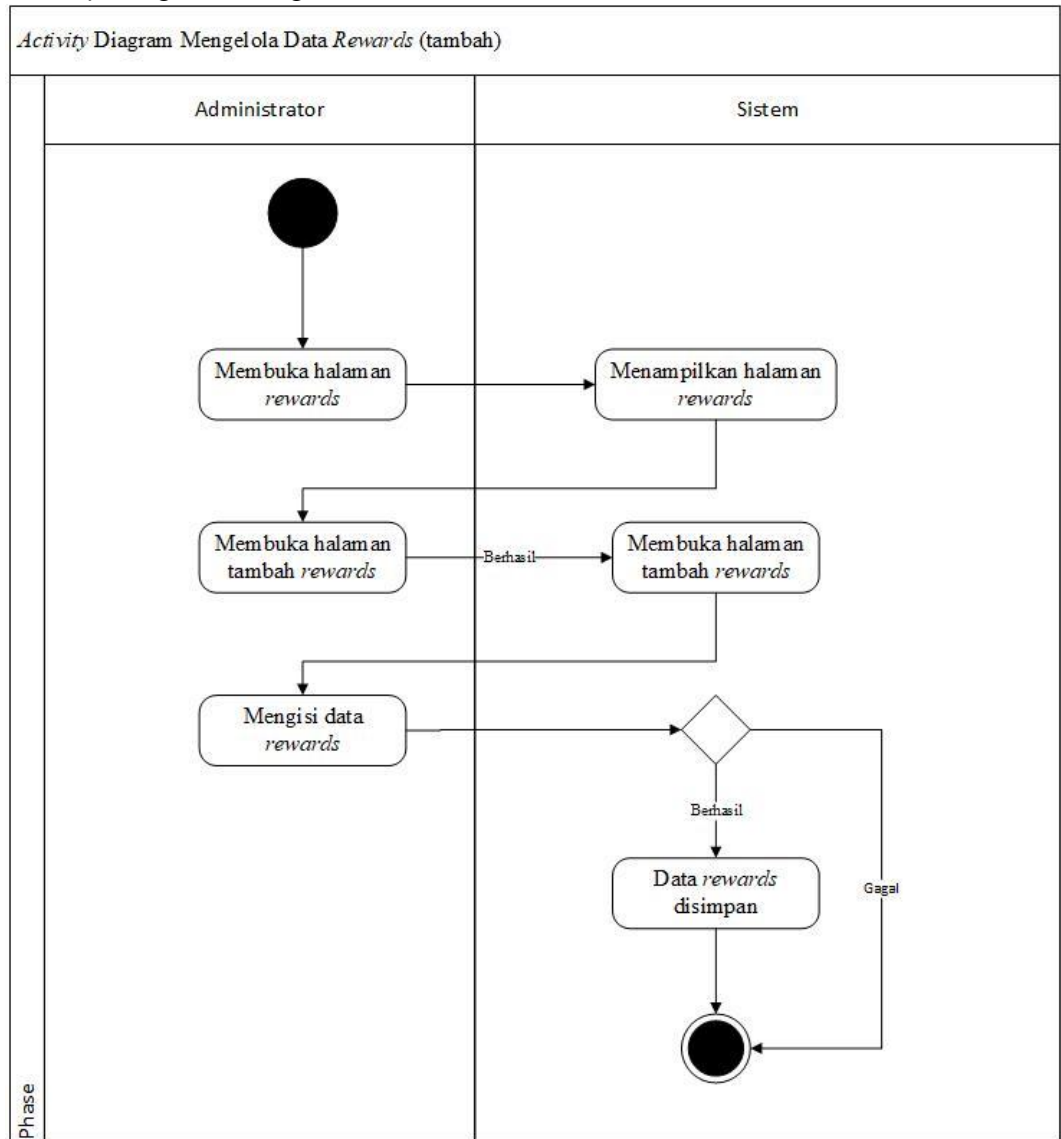 Activity Diagram Mengelola Data Rewards (tambah)
Administrator
Sistem
Membuka halaman
rewards
Menampilkan halaman
rewards
Membuka halaman
tambah rewards
Berhasil
Membuka halaman
tambah rewards
Mengisi data
rewards
Berhasil
Data rewards
disimpan
Gagal
Phase